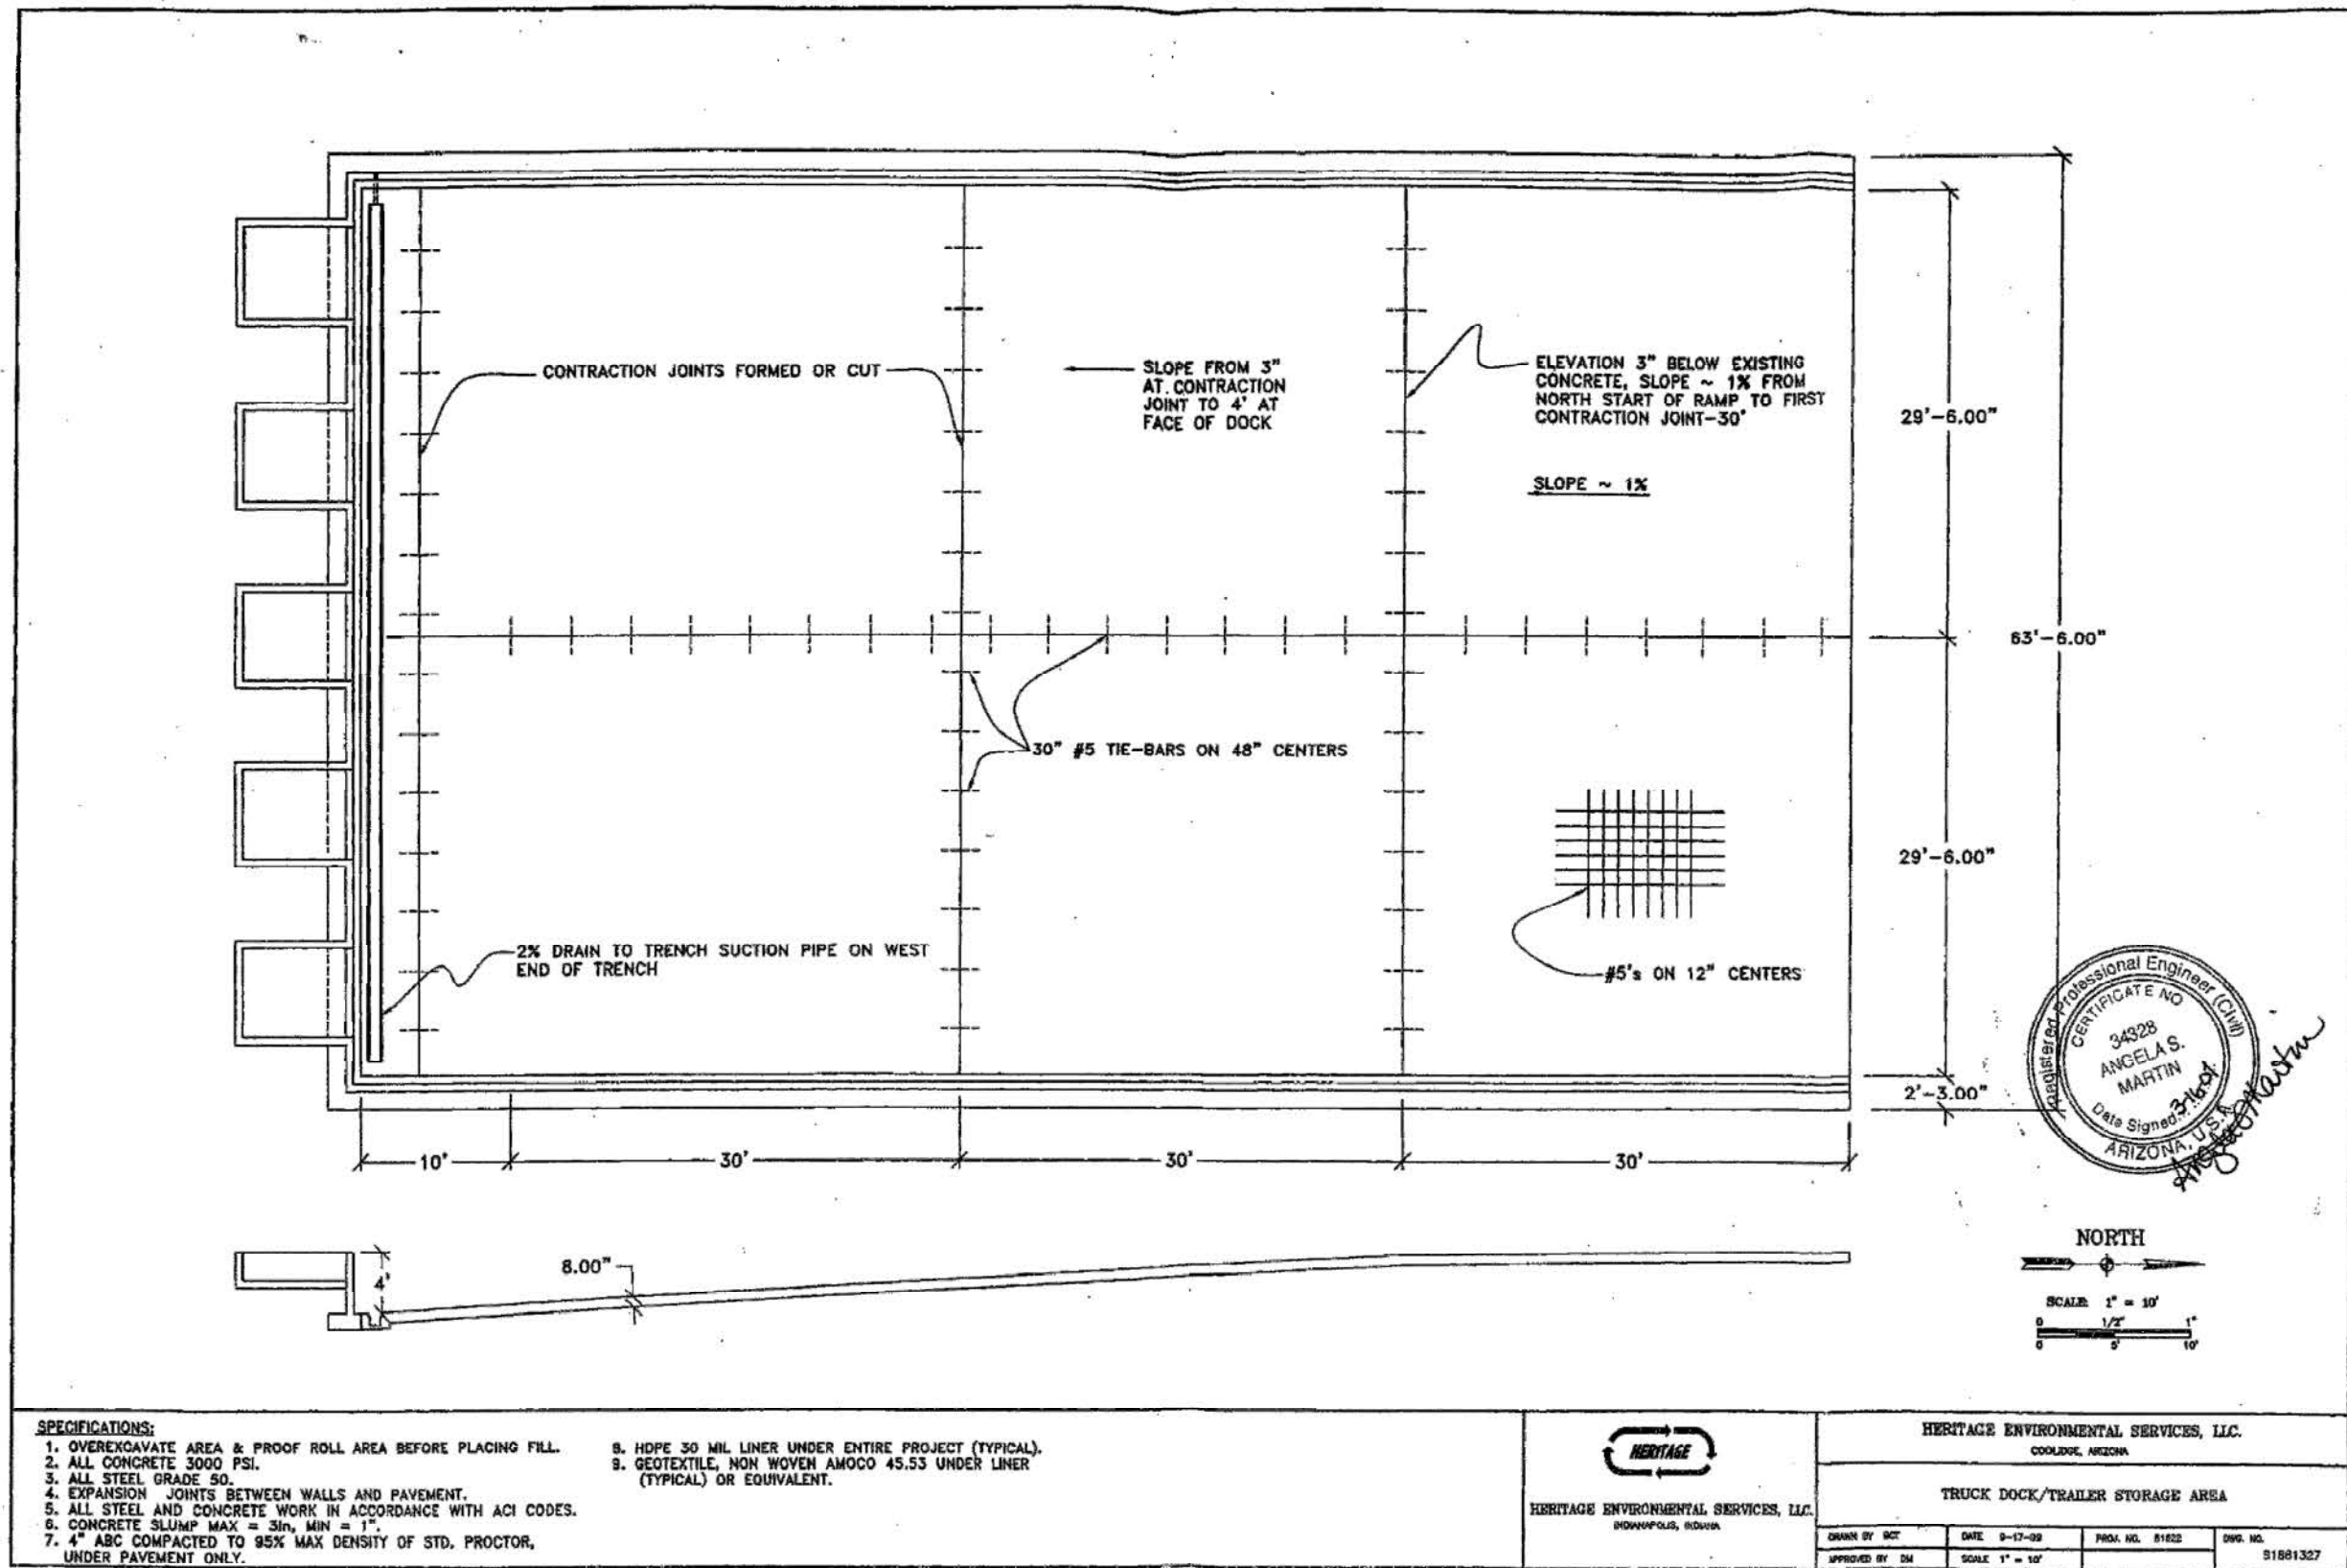 CONTRACTION JOINTS FORMED OR CUT
SLOPE FROM 3"
AT CONTRACTION
JOINT TO 4' AT
FACE OF DOCK
ELEVATION 3" BELOW EXISTING
CONCRETE, SLOPE ~ 1% FROM
NORTH START OF RAMP TO FIRST
CONTRACTION JOINT-30'
SLOPE ~ 1%
29'-6.00"
63'-6.00"
30" #5 TIE-BARS ON 48" CENTERS
29'-6.00"
2% DRAIN TO TRENCH SUCTION PIPE ON WEST
END OF TRENCH
#5's ON 12" CENTERS
2'-3.00"
Registered Professional Engineer (Civil)
CERTIFICATE NO
34328
ANGELA S.
MARTIN
Date Signed
ARIZONA, U.S.A.
10'
30'
30'
30'
4'
8.00"
NORTH
SCALE: 1" = 10'
0 1/2" 1"
0 5' 10'
SPECIFICATIONS:
1. OVEREXCAVATE AREA & PROOF ROLL AREA BEFORE PLACING FILL.
2. ALL CONCRETE 3000 PSI.
3. ALL STEEL GRADE 50.
4. EXPANSION JOINTS BETWEEN WALLS AND PAVEMENT.
5. ALL STEEL AND CONCRETE WORK IN ACCORDANCE WITH ACI CODES.
6. CONCRETE SLUMP MAX = 3in, MIN = 1".
7. 4" ABC COMPACTED TO 95% MAX DENSITY OF STD. PROCTOR,
UNDER PAVEMENT ONLY.
8. HDPE 30 MIL LINER UNDER ENTIRE PROJECT (TYPICAL).
9. GEOTEXTILE, NON WOVEN AMOCO 45.53 UNDER LINER
(TYPICAL) OR EQUIVALENT.
HERITAGE
HERITAGE ENVIRONMENTAL SERVICES, LLC.
INDIANAPOLIS, INDIANA
HERITAGE ENVIRONMENTAL SERVICES, LLC.
COOLIDGE, ARIZONA
TRUCK DOCK/TRAILER STORAGE AREA
DRAWN BY
DATE 9-17-99
PROJ. NO.
DWG. NO.
APPROVED BY DM
SCALE 1" = 10'